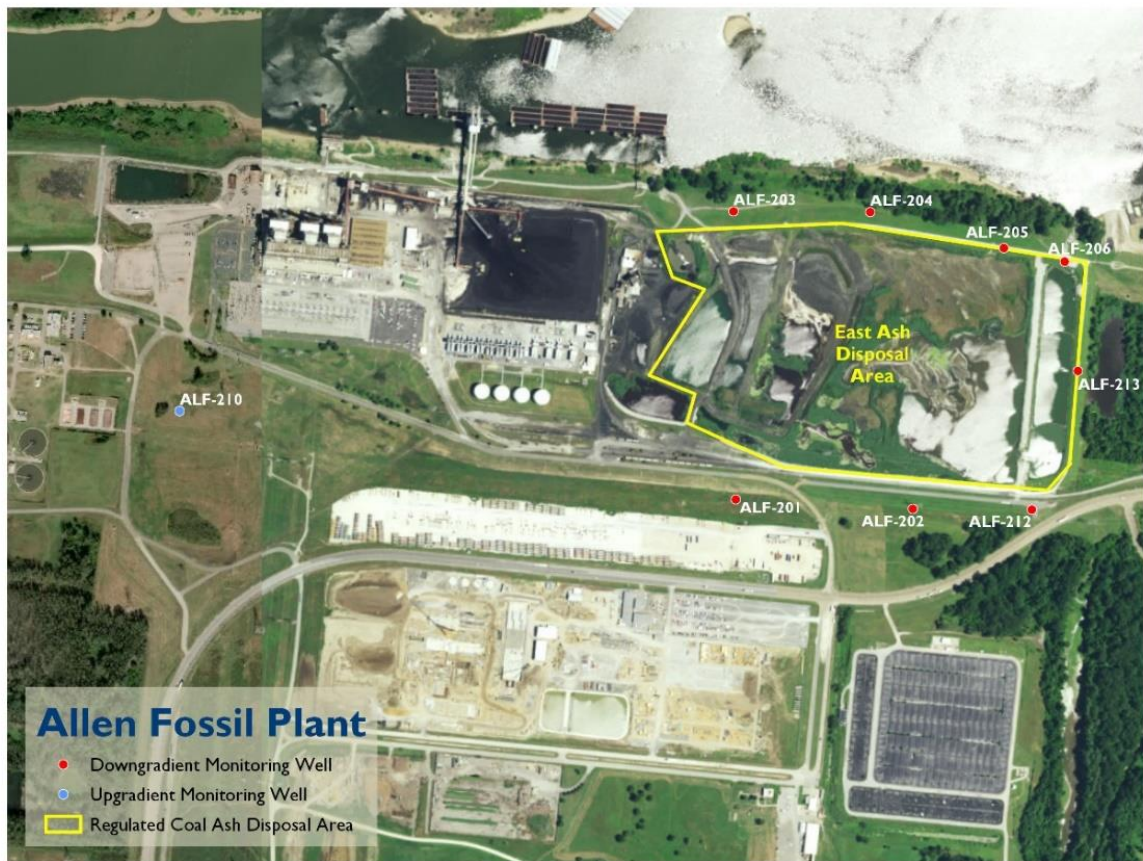 ALF-203
ALF-204
ALF-205
ALF-206
East Ash
Disposal
Area
ALF-213
ALF-210
ALF-201
ALF-202
ALF-212
Allen Fossil Plant
Downgradient Monitoring Well
Upgradient Monitoring Well
Regulated Coal Ash Disposal Area